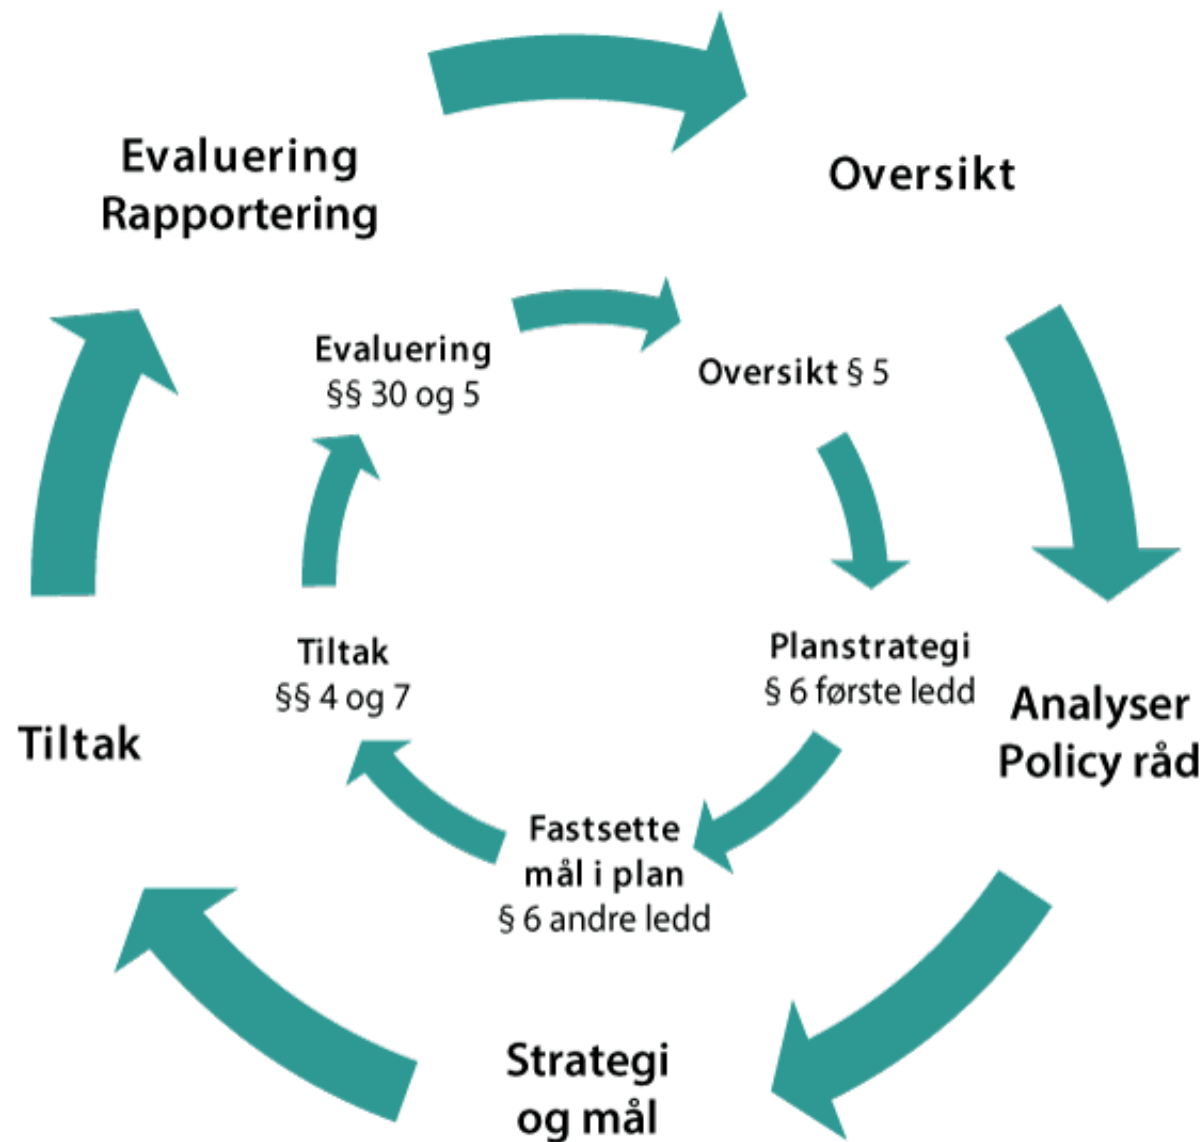 Evaluering
Rapportering
Oversikt
Evaluering
§§ 30 og 5
Oversikt § 5
Tiltak
§§ 4 og 7
Planstrategi
§ 6 første ledd
Analyser
Policy råd
Tiltak
Fastsette
mål i plan
§ 6 andre ledd
Strategi
og mål